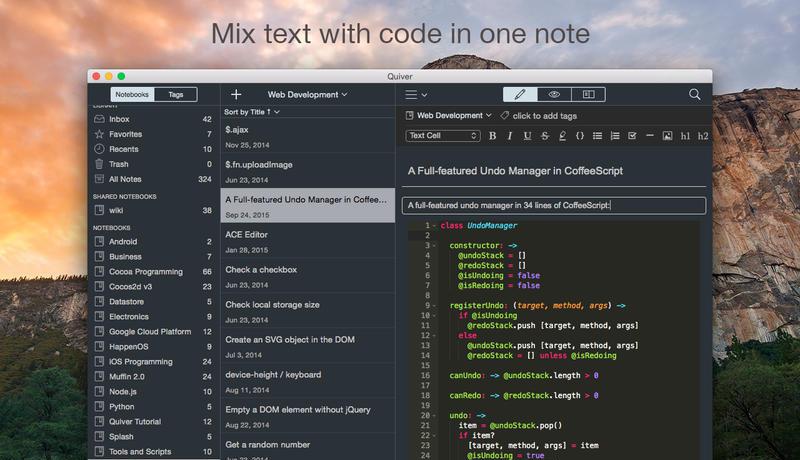 Mix text with code in one note
Quiver
Notebooks Tags
LIBRARY
Inbox 42
Favorites 7
Recents 10
Trash 0
All Notes 324
SHARED NOTEBOOKS
wiki 38
NOTEBOOKS
Android 2
Business 7
Cocoa Programming 66
Cocos2d v3 23
Datastore 5
Electronics 9
Google Cloud Platform 12
HappenOS 9
iOS Programming 24
Muffin 2.0 24
Node.js 10
Python 5
Quiver Tutorial 12
Splash 5
Tools and Scripts 10
Web Development
Sort by Title ↑
$.ajax
Nov 25, 2014
$.fn.uploadImage
Jun 23, 2014
A Full-featured Undo Manager in Coffee...
Sep 24, 2015
ACE Editor
Jan 28, 2015
Check a checkbox
Jun 23, 2014
Check local storage size
Jun 23, 2014
Create an SVG object in the DOM
Jul 3, 2014
device-height / keyboard
Aug 11, 2014
Empty a DOM element without jQuery
Aug 22, 2014
Get a random number
Web Development click to add tags
Text Cell B I U S {} h1 h2
A Full-featured Undo Manager in CoffeeScript
A full-featured undo manager in 34 lines of CoffeeScript:
1 class UndoManager
2
3 constructor: ->
4 @undoStack = []
5 @redoStack = []
6 @isUndoing = false
7 @isRedoing = false
8
9 registerUndo: (target, method, args) ->
10 if @isUndoing
11 @redoStack.push [target, method, args]
12 else
13 @undoStack.push [target, method, args]
14 @redoStack = [] unless @isRedoing
15
16 canUndo: -> @undoStack.length > 0
17
18 canRedo: -> @redoStack.length > 0
19
20 undo: ->
21 item = @undoStack.pop()
22 if item?
23 [target, method, args] = item
24 @isUndoing = true